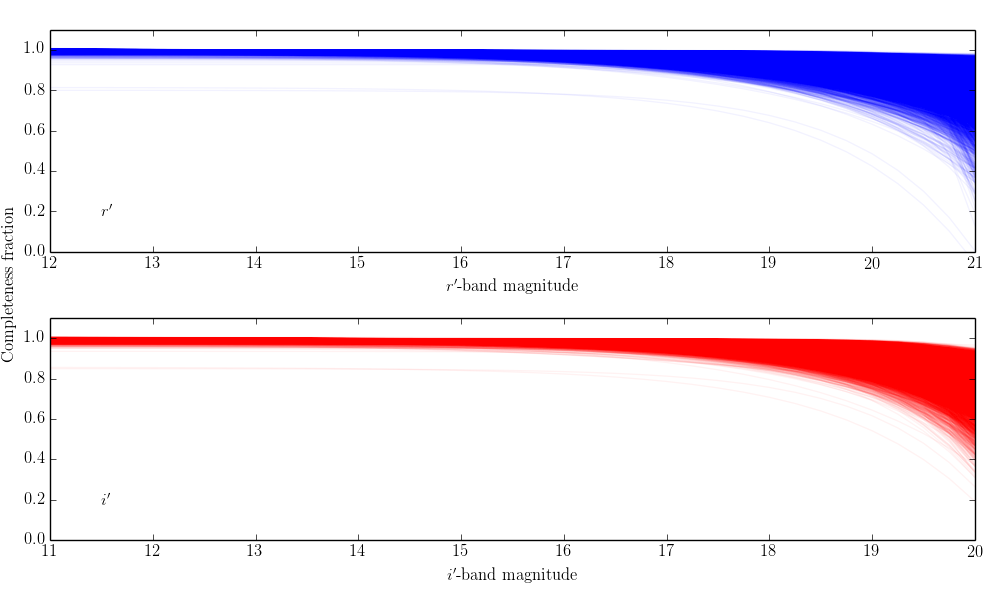 Completeness fraction
1.0
0.8
0.6
0.4
0.2
0.0
r′
12 13 14 15 16 17 18 19 20 21
r′-band magnitude
1.0
0.8
0.6
0.4
0.2
0.0
i′
11 12 13 14 15 16 17 18 19 20
i′-band magnitude